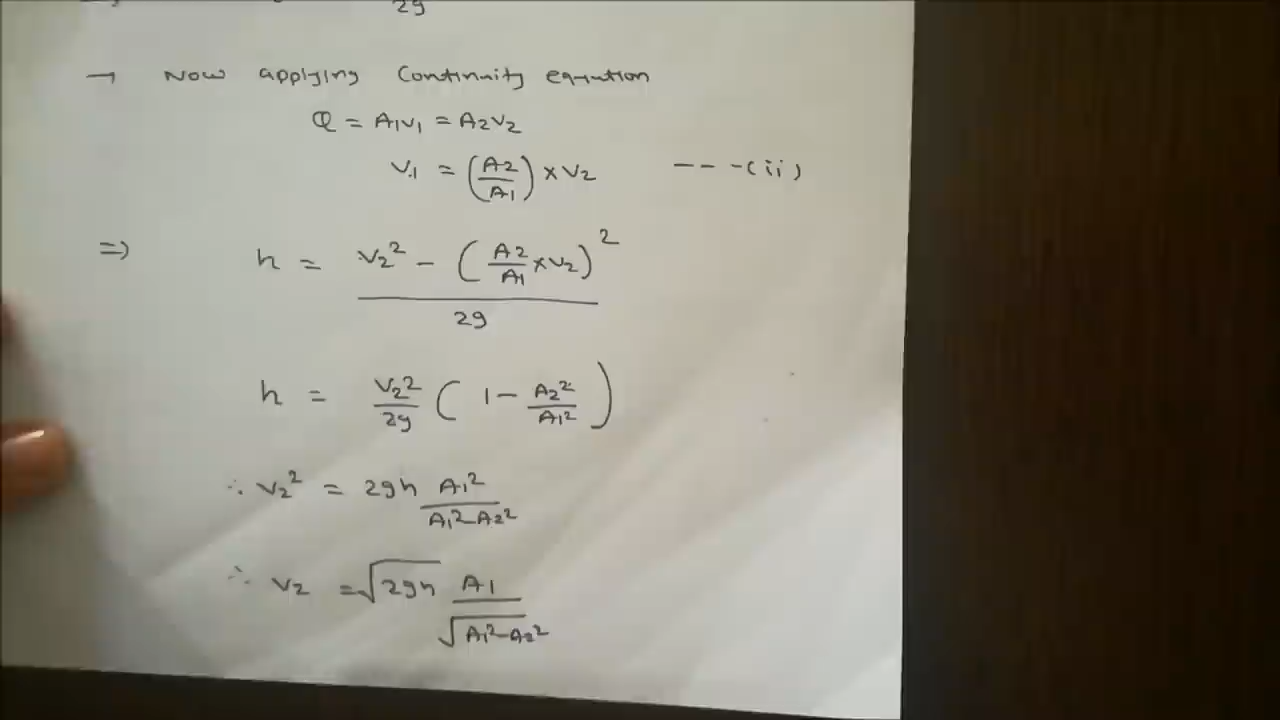 2g
→ Now applying Continuity equation
Q = A1V1 = A2V2
V1 = (A2/A1) × V2 --- (ii)
⇒ h = (V2² - (A2/A1 × V2)²) / 2g
h = V2²/2g (1 - A2²/A1²)
∴ V2² = 2gh A1²/(A1² - A2²)
∴ V2 = √2gh A1/√(A1² - A2²)